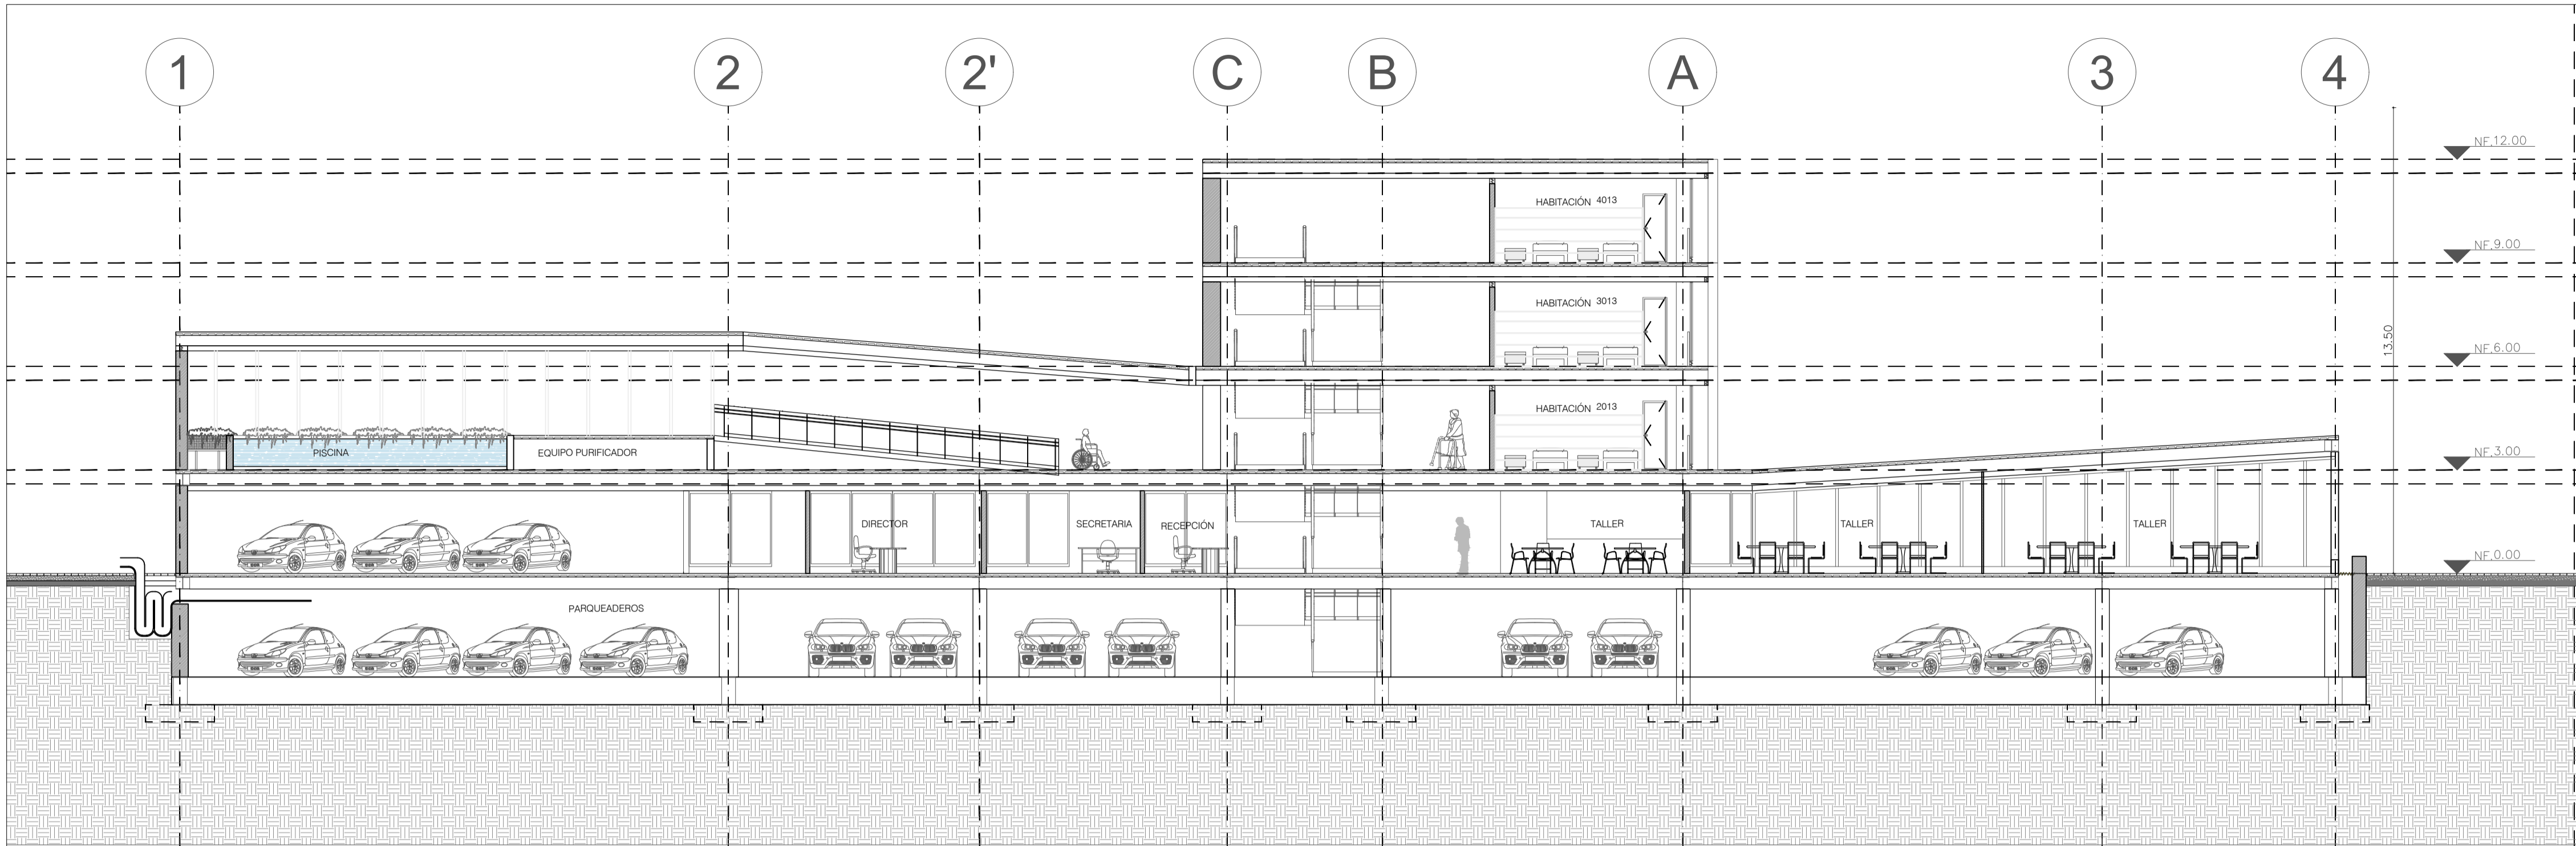 1
2
2'
C
B
A
3
4
NF.12.00
HABITACIÓN 4013
NF.9.00
HABITACIÓN 3013
13.50
NF.6.00
HABITACIÓN 2013
PISCINA
EQUIPO PURIFICADOR
NF.3.00
DIRECTOR
SECRETARIA
RECEPCIÓN
TALLER
TALLER
TALLER
NF.0.00
PARQUEADEROS